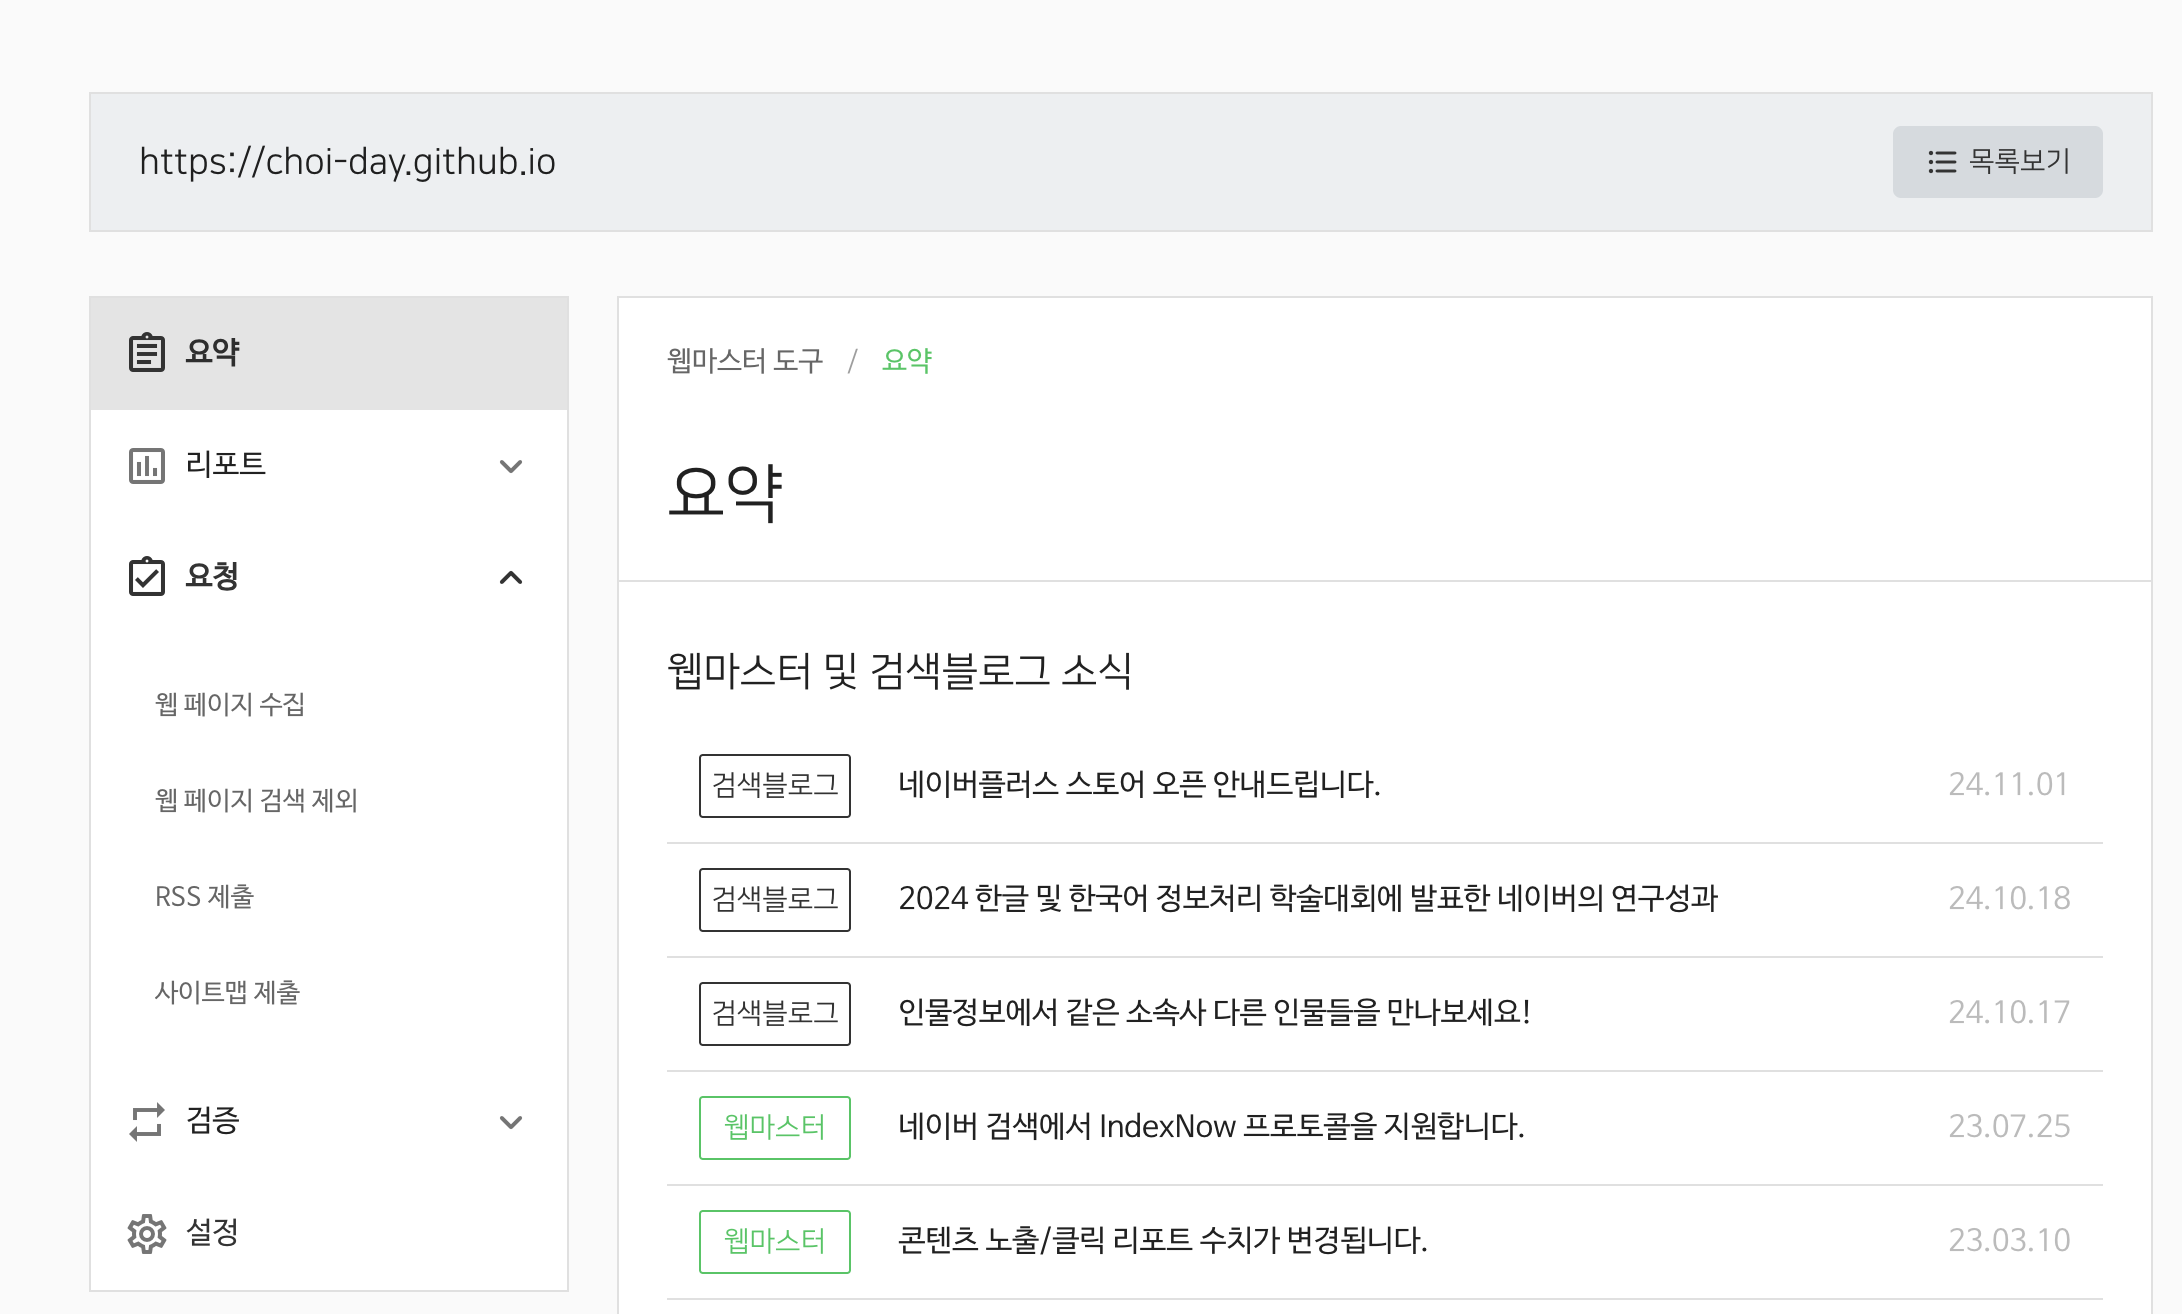 https://choi-day.github.io
목록보기
요약
리포트
요청
웹 페이지 수집
웹 페이지 검색 제외
RSS 제출
사이트맵 제출
검증
설정
웹마스터 도구 / 요약
요약
웹마스터 및 검색블로그 소식
검색블로그 네이버플러스 스토어 오픈 안내드립니다. 24.11.01
검색블로그 2024 한글 및 한국어 정보처리 학술대회에 발표한 네이버의 연구성과 24.10.18
검색블로그 인물정보에서 같은 소속사 다른 인물들을 만나보세요! 24.10.17
웹마스터 네이버 검색에서 IndexNow 프로토콜을 지원합니다. 23.07.25
웹마스터 콘텐츠 노출/클릭 리포트 수치가 변경됩니다. 23.03.10